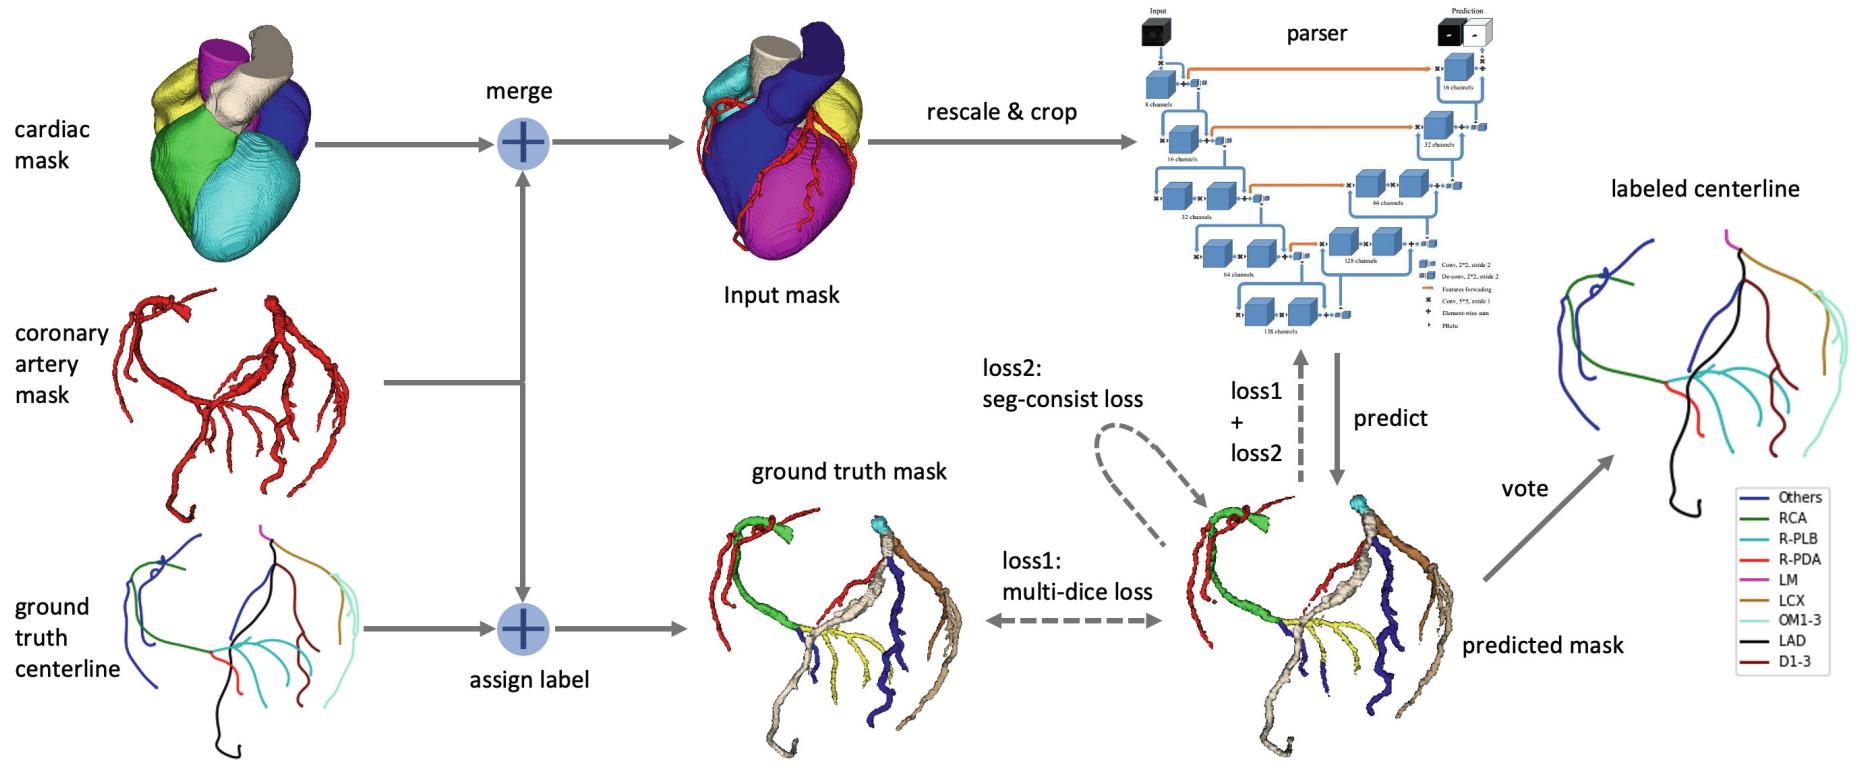 cardiac
mask
merge
Input mask
rescale & crop
parser
Input
Prediction
8 channels
16 channels
16 channels
32 channels
32 channels
64 channels
64 channels
128 channels
128 channels
Conv, 2*2, stride 2
De-conv, 2*2, stride 2
Features forwading
Conv, 5*5, stride 1
Element-wise sum
PRelu
coronary
artery
mask
ground
truth
centerline
assign label
ground truth mask
loss1:
multi-dice loss
loss2:
seg-consist loss
loss1
+
loss2
predict
predicted mask
vote
labeled centerline
Others
RCA
R-PLB
R-PDA
LM
LCX
OM1-3
LAD
D1-3